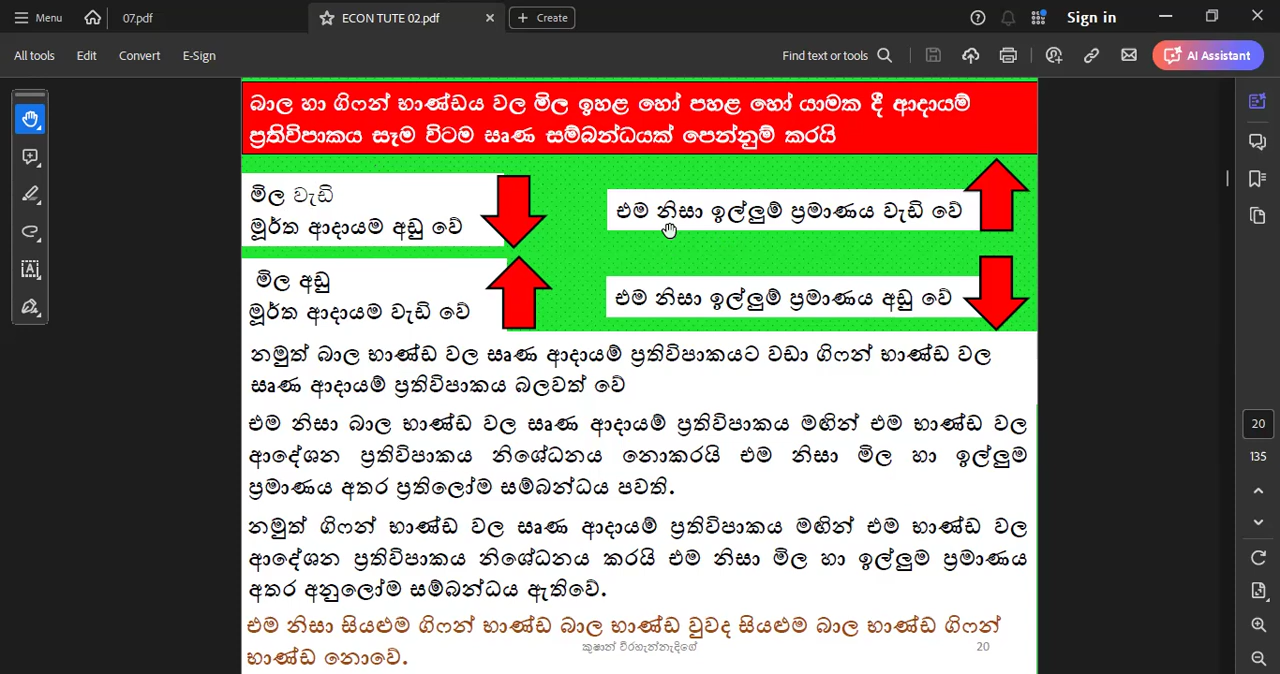 Menu
07.pdf
ECON TUTE 02.pdf
Create
Sign in
All tools
Edit
Convert
E-Sign
Find text or tools
AI Assistant
බාල හා ගිෆන් භාණ්ඩය වල මිල ඉහළ හෝ පහළ හෝ යාමක දී ආදායම්
ප්‍රතිවිපාකය සෑම විටම සෘණ සම්බන්ධයක් පෙන්නුම් කරයි
මිල වැඩි
මූර්ත ආදායම අඩු වේ
එම නිසා ඉල්ලුම් ප්‍රමාණය වැඩි වේ
මිල අඩු
මූර්ත ආදායම වැඩි වේ
එම නිසා ඉල්ලුම් ප්‍රමාණය අඩු වේ
නමුත් බාල භාණ්ඩ වල සෘණ ආදායම් ප්‍රතිවිපාකයට වඩා ගිෆන් භාණ්ඩ වල
සෘණ ආදායම් ප්‍රතිවිපාකය බලවත් වේ
එම නිසා බාල භාණ්ඩ වල සෘණ ආදායම් ප්‍රතිවිපාකය මඟින් එම භාණ්ඩ වල
ආදේශන ප්‍රතිවිපාකය නිශේධනය නොකරයි එම නිසා මිල හා ඉල්ලුම
ප්‍රමාණය අතර ප්‍රතිලෝම සම්බන්ධය පවති.
නමුත් ගිෆන් භාණ්ඩ වල සෘණ ආදායම් ප්‍රතිවිපාකය මඟින් එම භාණ්ඩ වල
ආදේශන ප්‍රතිවිපාකය නිශේධනය කරයි එම නිසා මිල හා ඉල්ලුම ප්‍රමාණය
අතර අනුලෝම සම්බන්ධය ඇතිවේ.
එම නිසා සියළුම ගිෆන් භාණ්ඩ බාල භාණ්ඩ වුවද සියළුම බාල භාණ්ඩ ගිෆන්
භාණ්ඩ නොවේ.
කුෂාන් වීරහැන්නැදිගේ
20
20
135